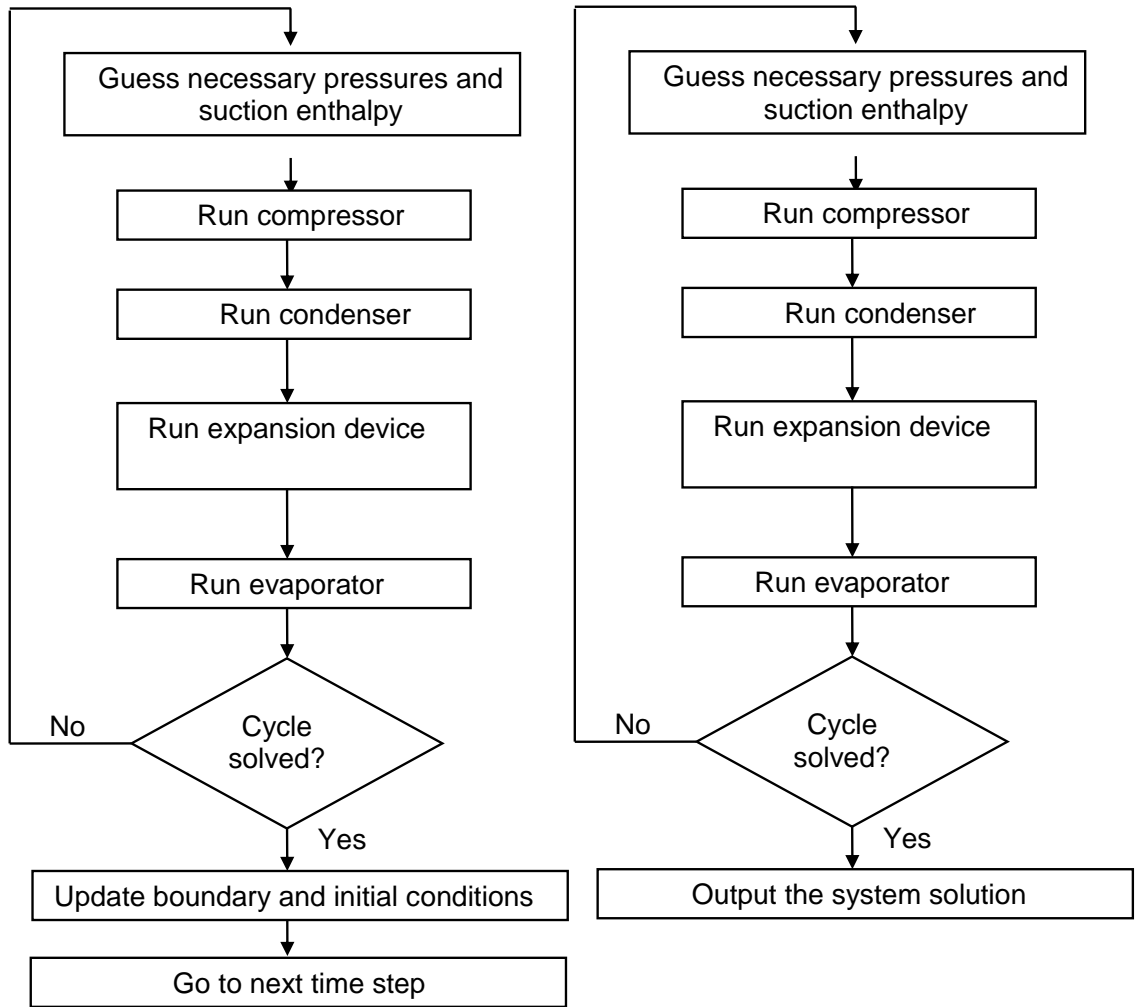 Guess necessary pressures and
suction enthalpy
Run compressor
Run condenser
Run expansion device
Run evaporator
Cycle
solved?
No
Yes
Update boundary and initial conditions
Go to next time step
Guess necessary pressures and
suction enthalpy
Run compressor
Run condenser
Run expansion device
Run evaporator
Cycle
solved?
No
Yes
Output the system solution